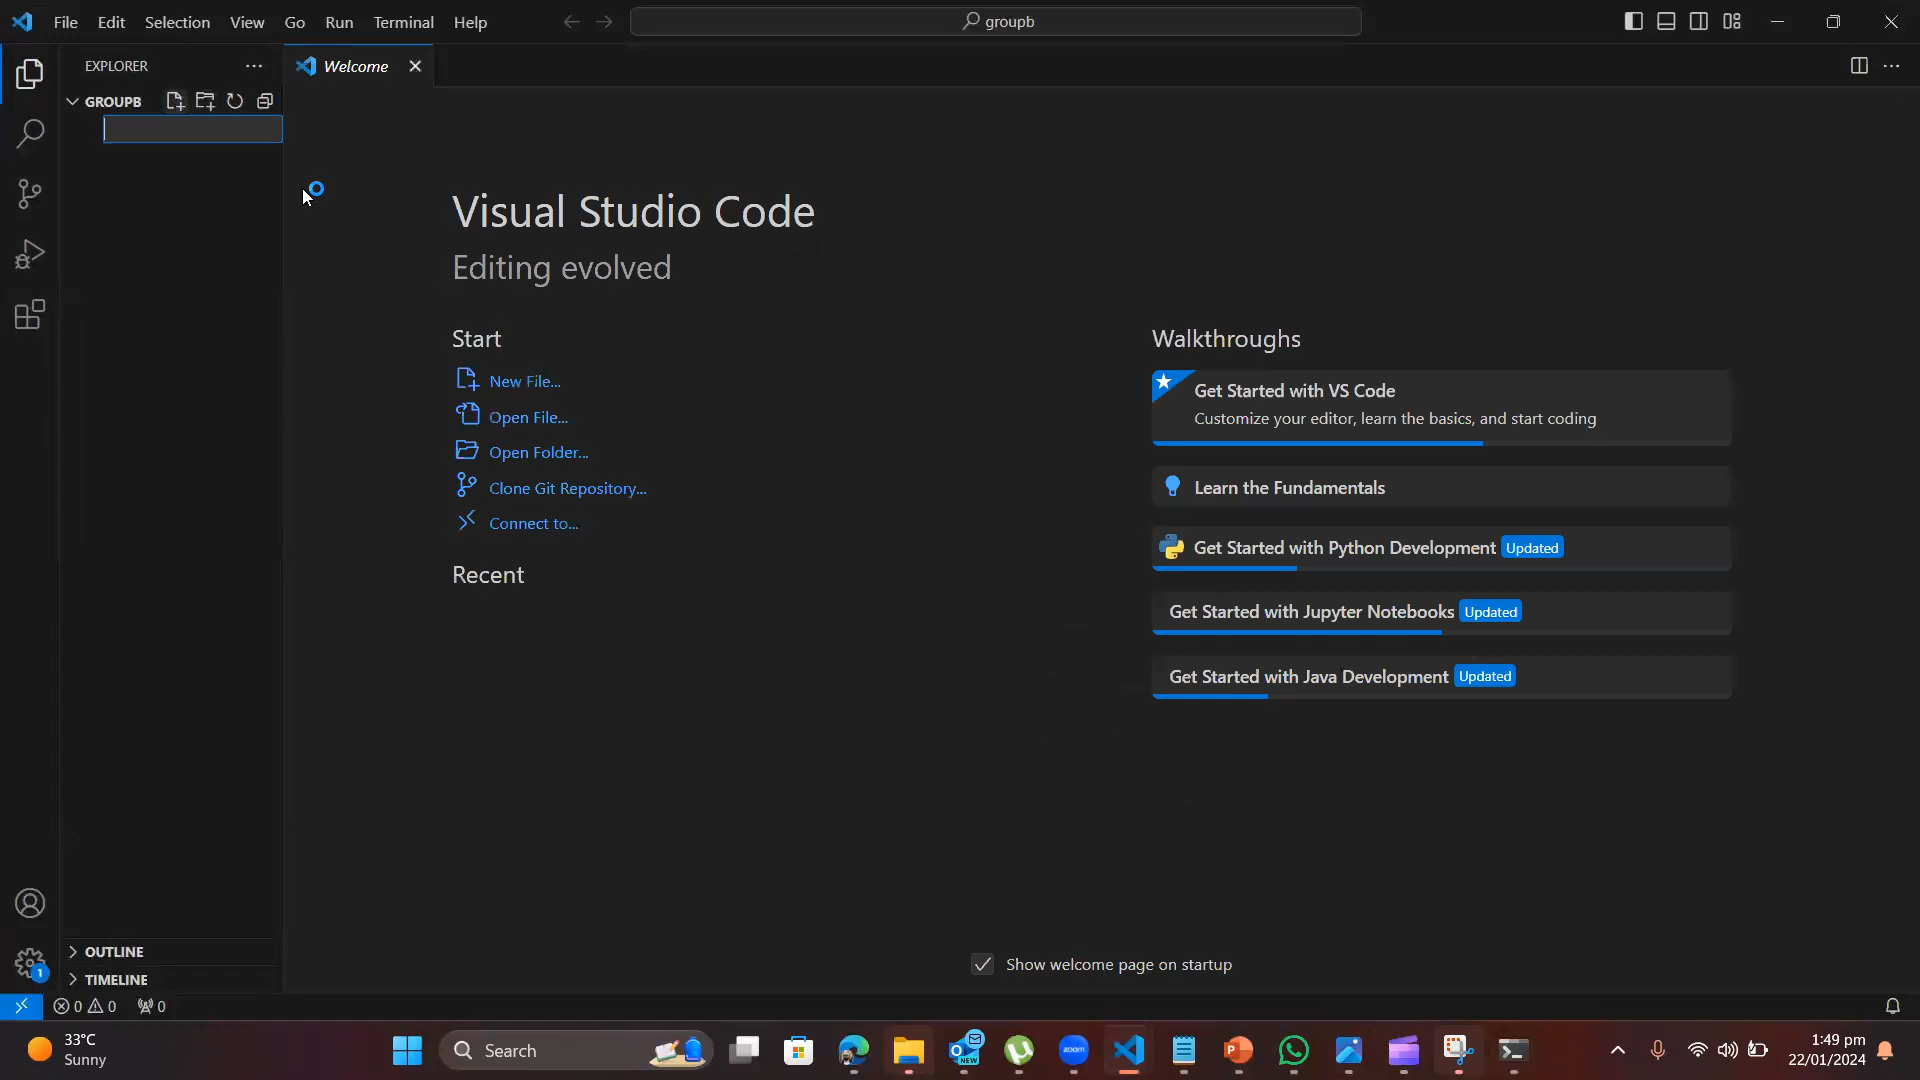 File Edit Selection View Go Run Terminal Help groupb
EXPLORER
Welcome
GROUPB
Visual Studio Code
Editing evolved
Start
New File...
Open File...
Open Folder...
Clone Git Repository...
Connect to...
Recent
Walkthroughs
Get Started with VS Code
Customize your editor, learn the basics, and start coding
Learn the Fundamentals
Get Started with Python Development Updated
Get Started with Jupyter Notebooks Updated
Get Started with Java Development Updated
Show welcome page on startup
OUTLINE
TIMELINE
1
0 0 0
33°C
Sunny
Search
NEW
zoom
P
1:49 pm
22/01/2024